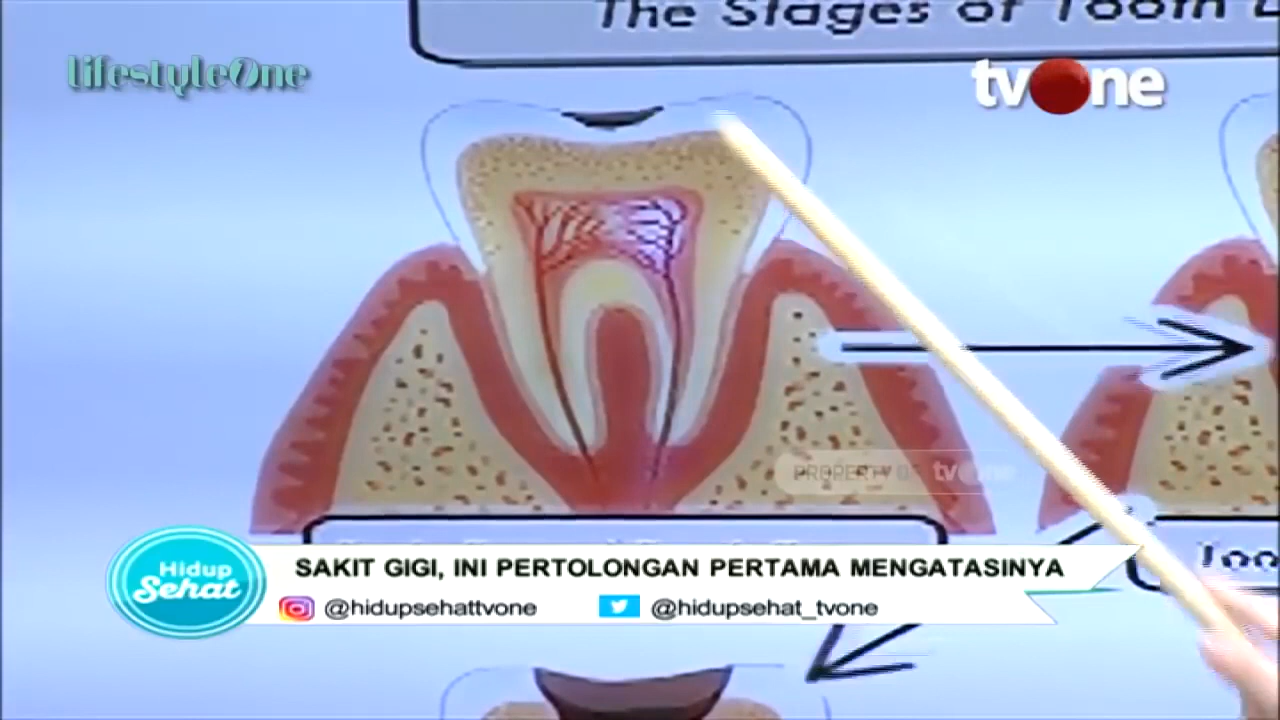 The Stages of Tooth
lifestyleOne
tvOne
PROPERTY OF tvOne
Hidup
Sehat
SAKIT GIGI, INI PERTOLONGAN PERTAMA MENGATASINYA
@hidupsehattvone
@hidupsehat_tvone